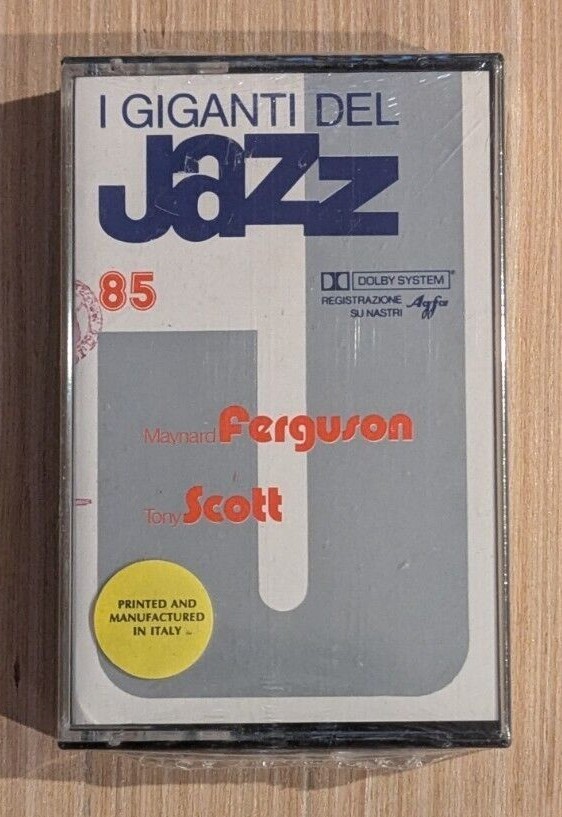 I GIGANTI DEL
Jazz
85
DOLBY SYSTEM
REGISTRAZIONE Agfa
SU NASTRI
Maynard Ferguson
Tony Scott
PRINTED AND
MANUFACTURED
IN ITALY